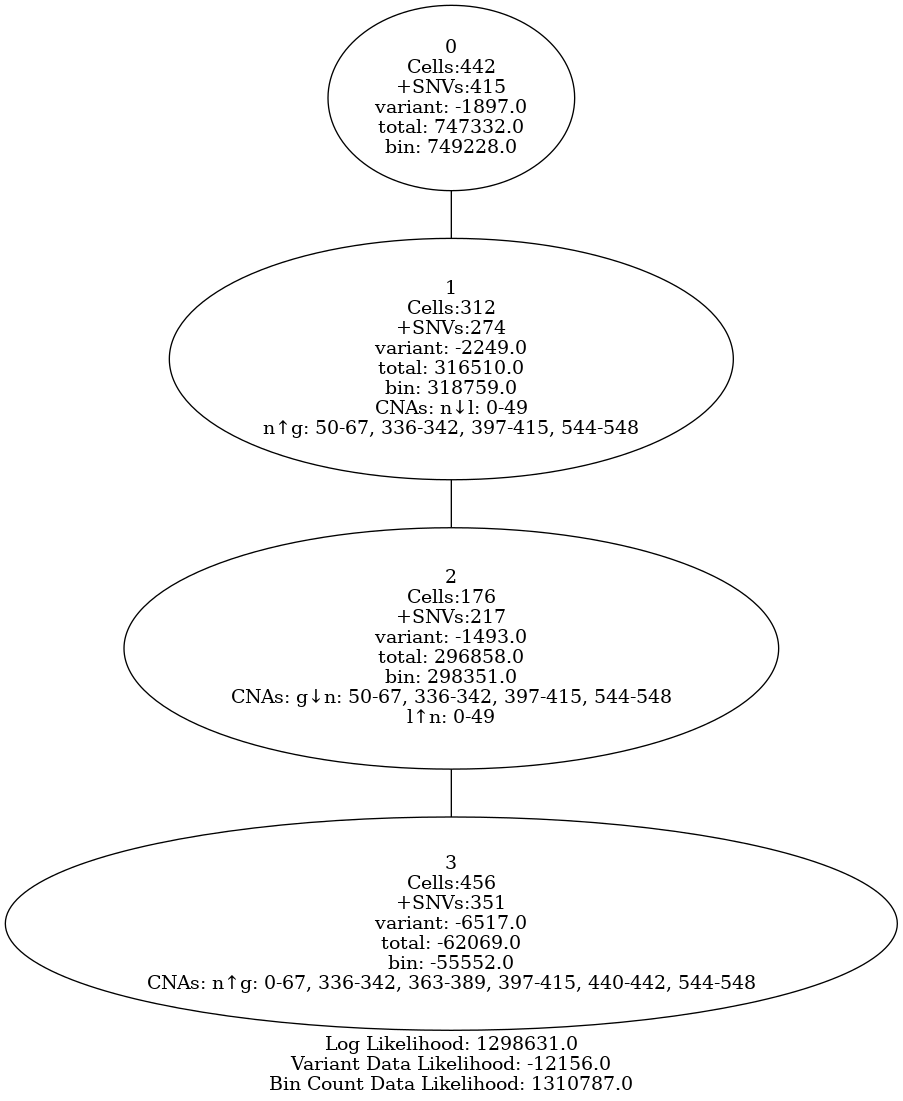 0
Cells:442
+SNVs:415
variant: -1897.0
total: 747332.0
bin: 749228.0
1
Cells:312
+SNVs:274
variant: -2249.0
total: 316510.0
bin: 318759.0
CNAs: n↓l: 0-49
n↑g: 50-67, 336-342, 397-415, 544-548
2
Cells:176
+SNVs:217
variant: -1493.0
total: 296858.0
bin: 298351.0
CNAs: g↓n: 50-67, 336-342, 397-415, 544-548
l↑n: 0-49
3
Cells:456
+SNVs:351
variant: -6517.0
total: -62069.0
bin: -55552.0
CNAs: n↑g: 0-67, 336-342, 363-389, 397-415, 440-442, 544-548
Log Likelihood: 1298631.0
Variant Data Likelihood: -12156.0
Bin Count Data Likelihood: 1310787.0